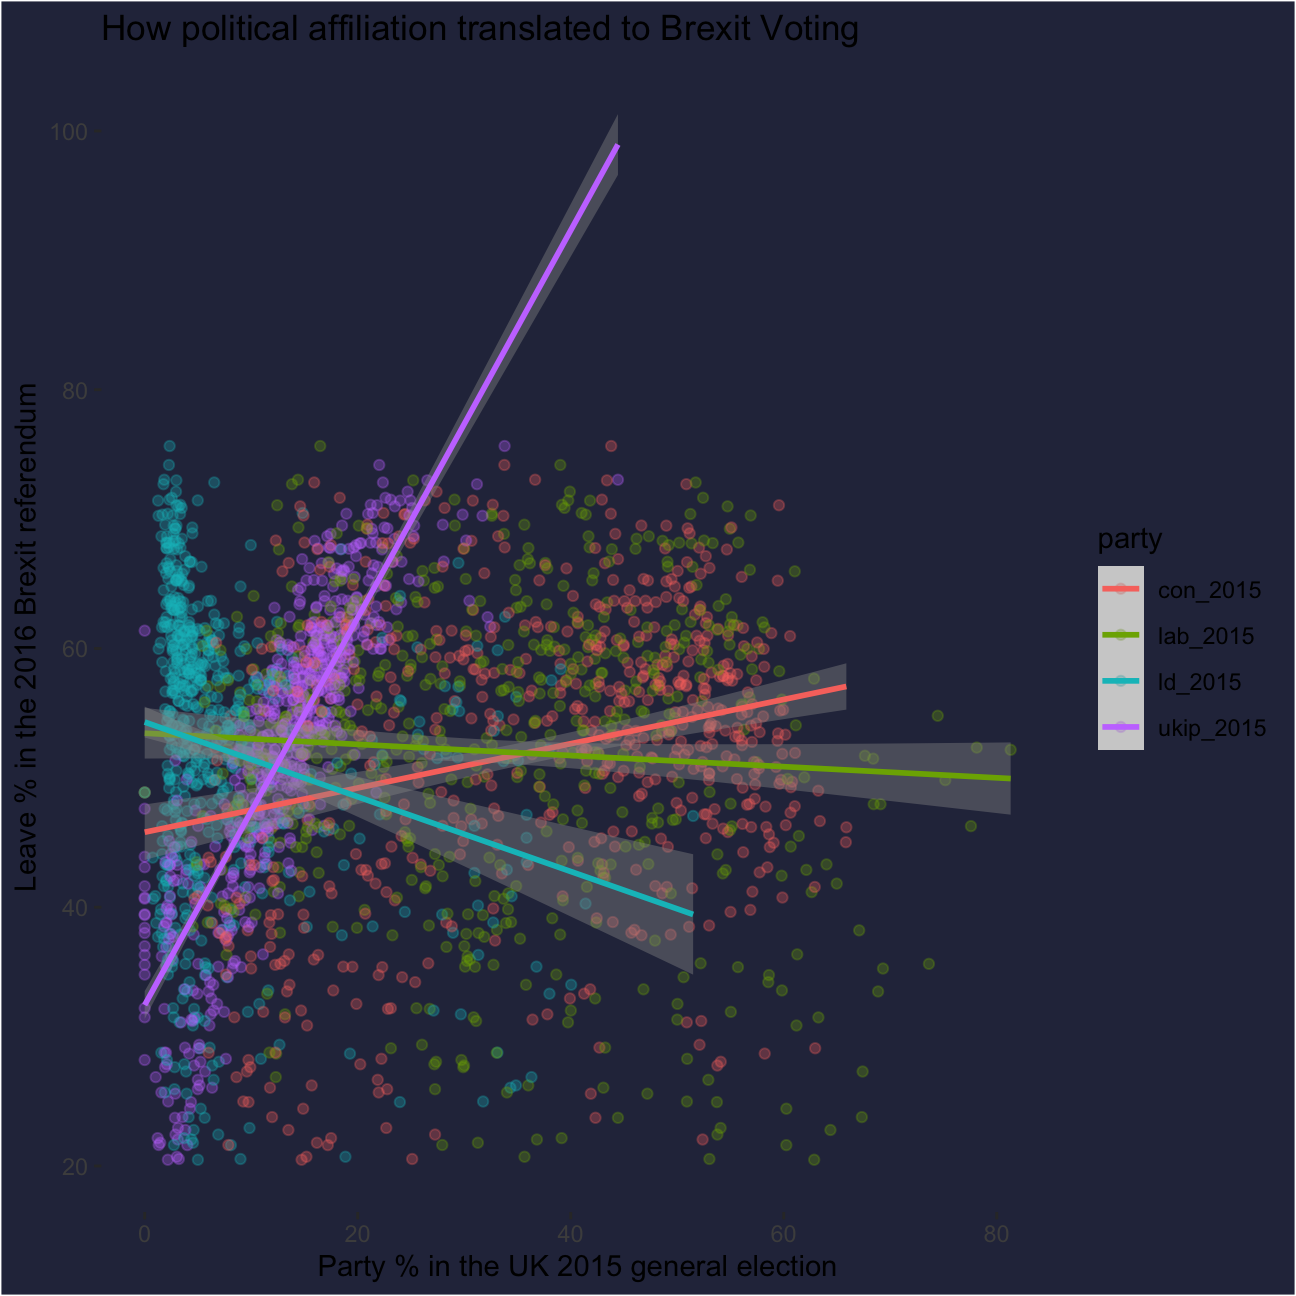 How political affiliation translated to Brexit Voting
100
80
60
40
20
Leave % in the 2016 Brexit referendum
0 20 40 60 80
Party % in the UK 2015 general election
party
con_2015
lab_2015
ld_2015
ukip_2015